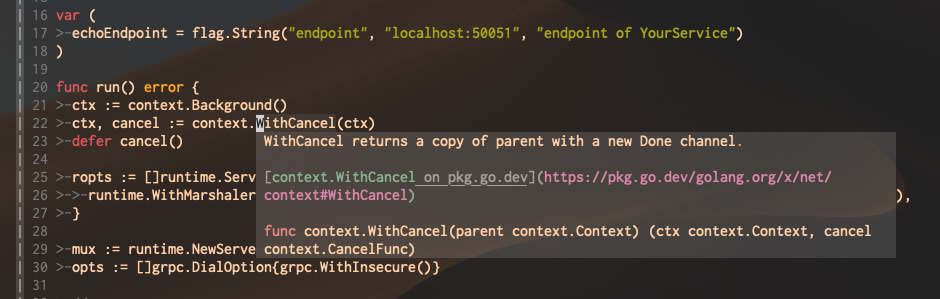 16 var (
17 >-echoEndpoint = flag.String("endpoint", "localhost:50051", "endpoint of YourService")
18 )
19
20 func run() error {
21 >-ctx := context.Background()
22 >-ctx, cancel := context.WithCancel(ctx)
23 >-defer cancel() WithCancel returns a copy of parent with a new Done channel.
24
25 >-ropts := []runtime.Serv [context.WithCancel on pkg.go.dev](https://pkg.go.dev/golang.org/x/net/
26 >->-runtime.WithMarshaler context#WithCancel) ),
27 >-}
28 func context.WithCancel(parent context.Context) (ctx context.Context, cancel
29 >-mux := runtime.NewServe context.CancelFunc)
30 >-opts := []grpc.DialOption{grpc.WithInsecure()}
31